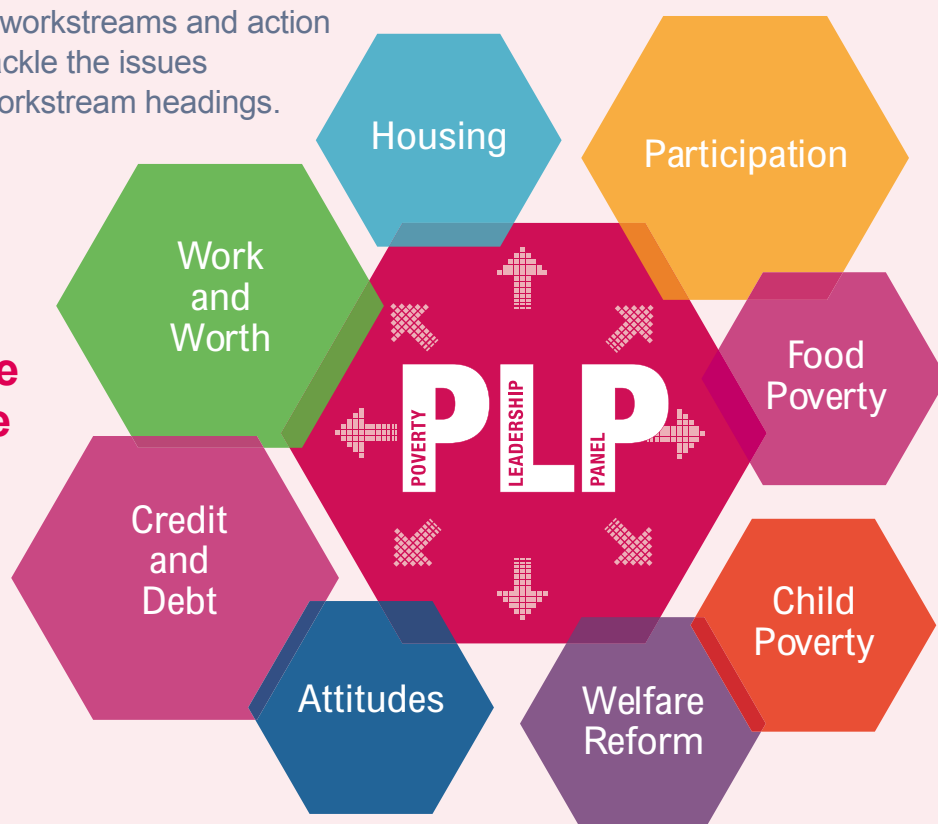 workstreams and action
ackle the issues
orkstream headings.
Housing
Participation
Work
and
Worth
Food
Poverty
e
e
PLP
POVERTY
LEADERSHIP
PANEL
Credit
and
Debt
Child
Poverty
Attitudes
Welfare
Reform